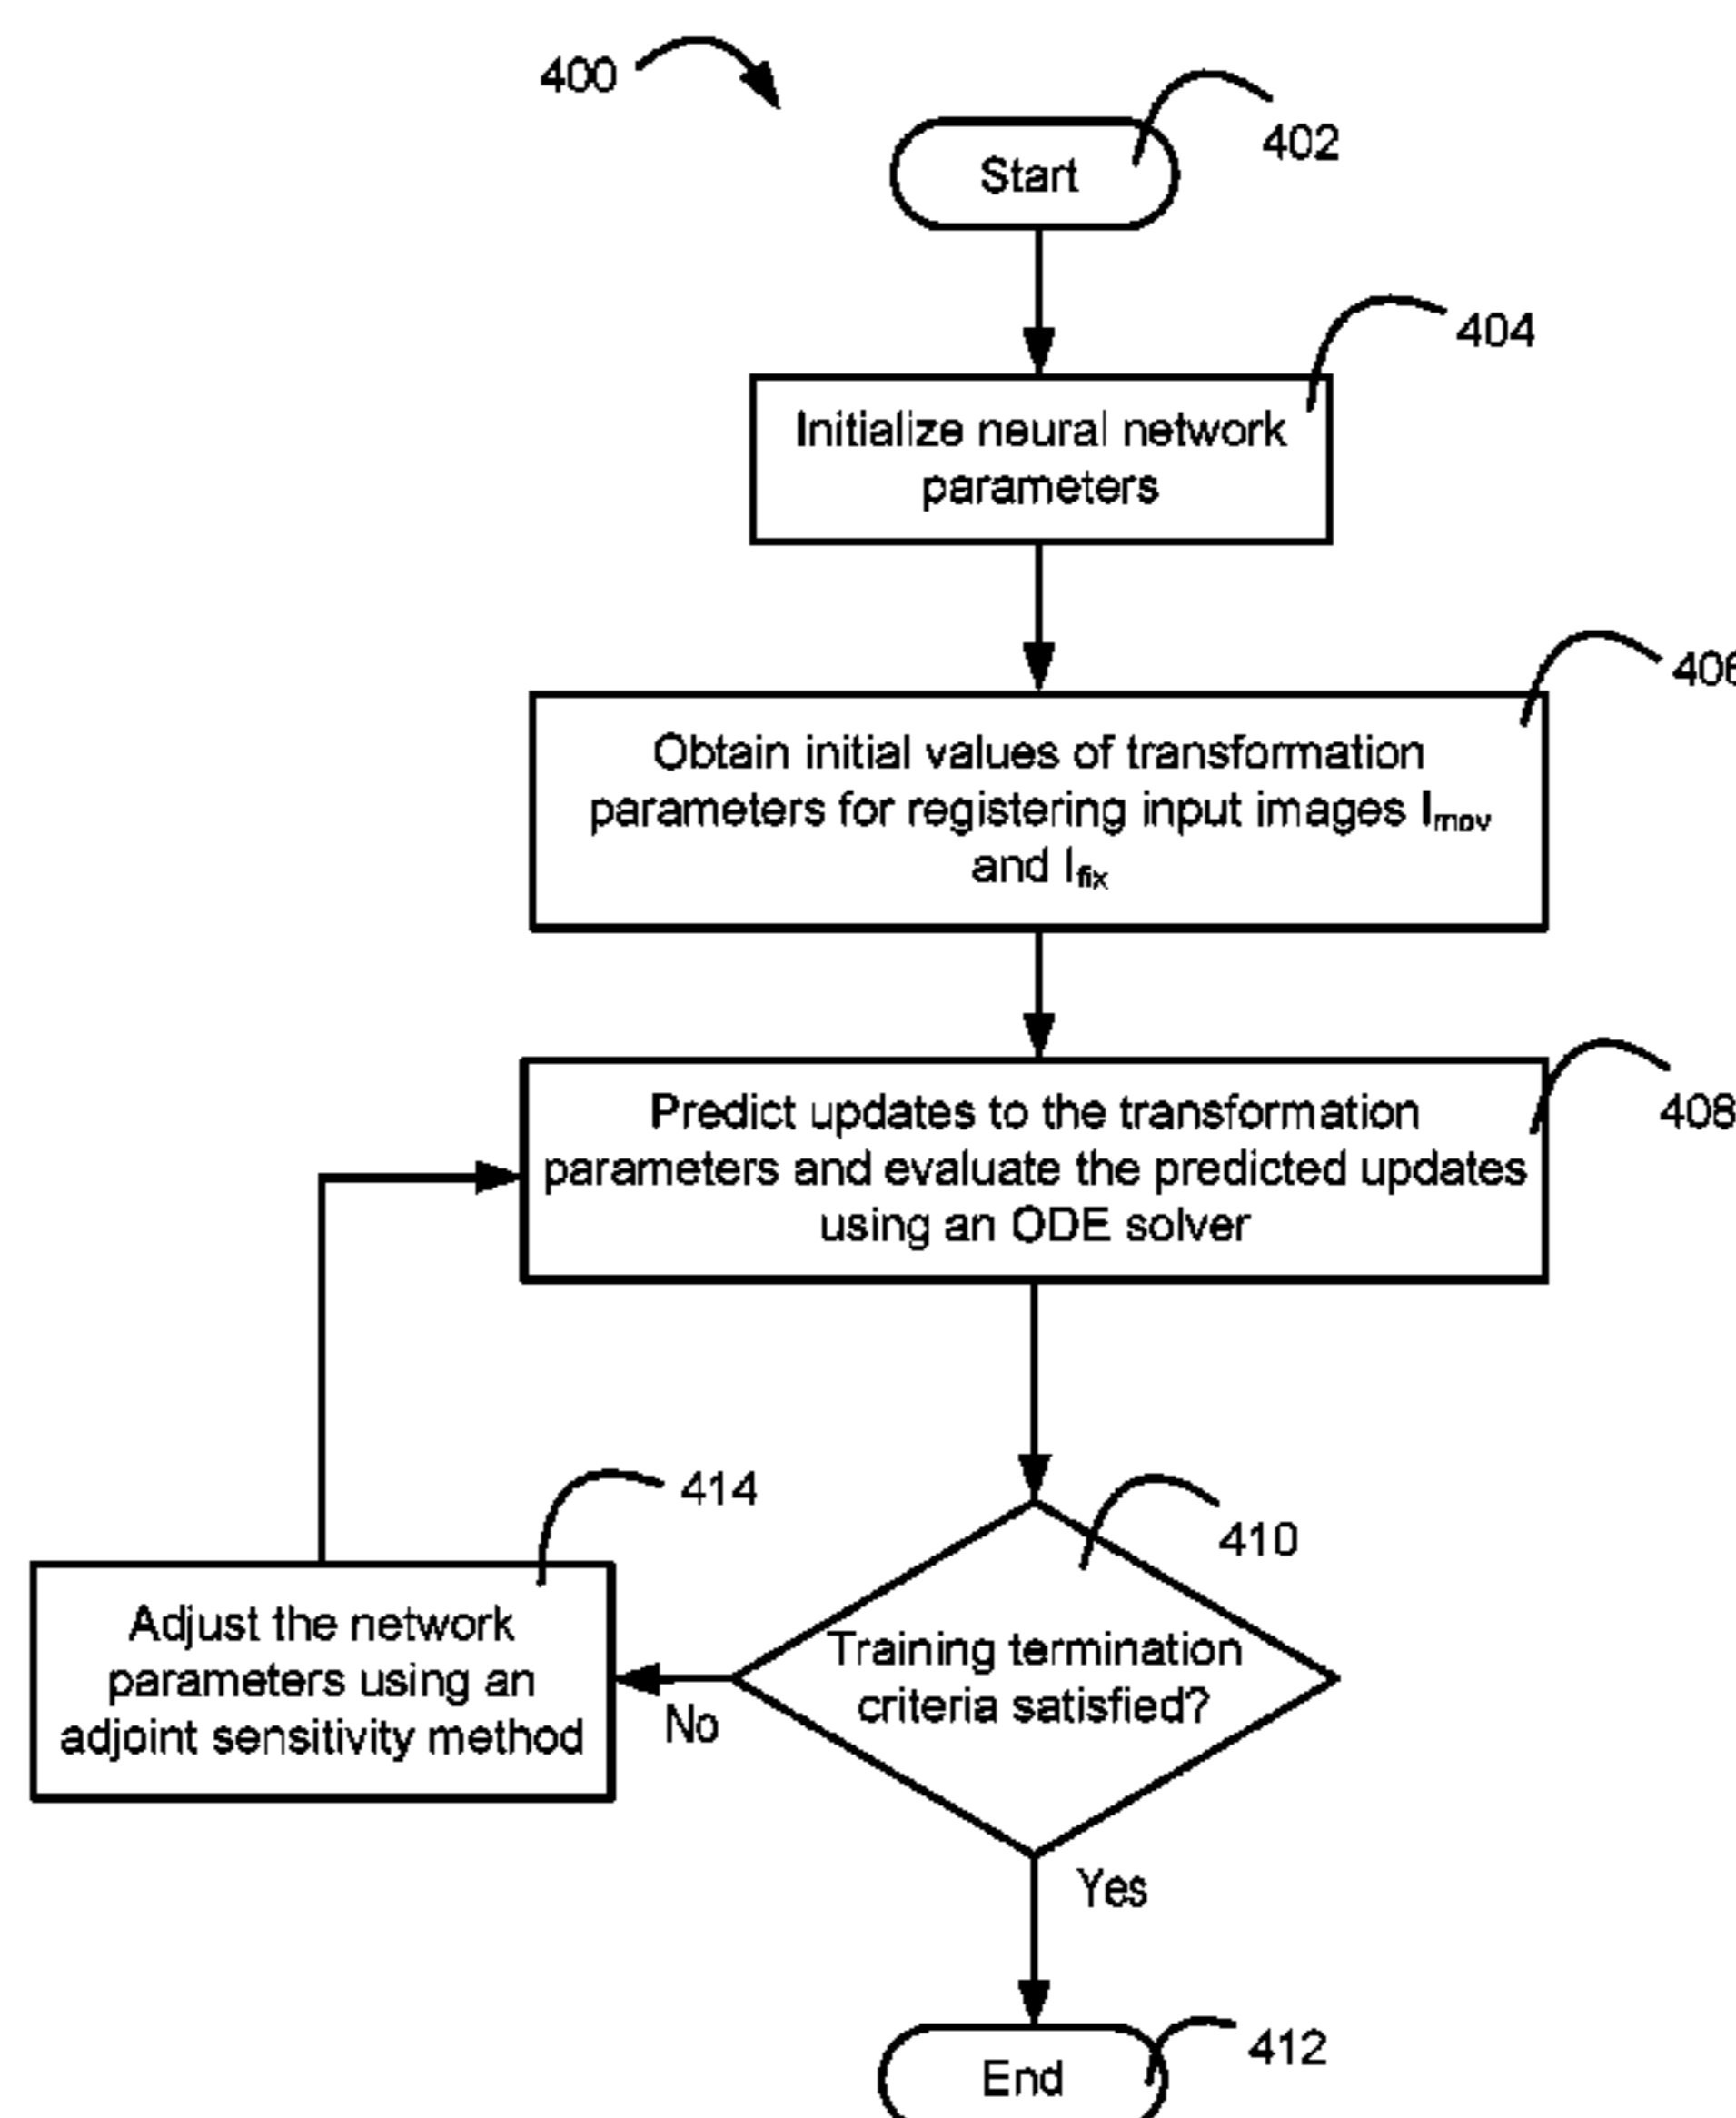 400
402
Start
404
Initialize neural network
parameters
406
Obtain initial values of transformation
parameters for registering input images Imov
and Ifix
408
Predict updates to the transformation
parameters and evaluate the predicted updates
using an ODE solver
414
410
Adjust the network
parameters using an
adjoint sensitivity method
No
Training termination
criteria satisfied?
Yes
412
End